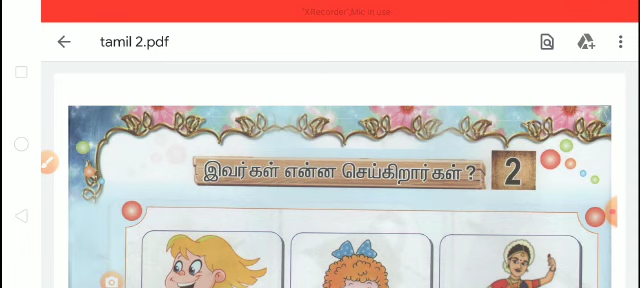 "XRecorder",Mic in use
tamil 2.pdf
இவர்கள் என்ன செய்கிறார்கள் ? 2